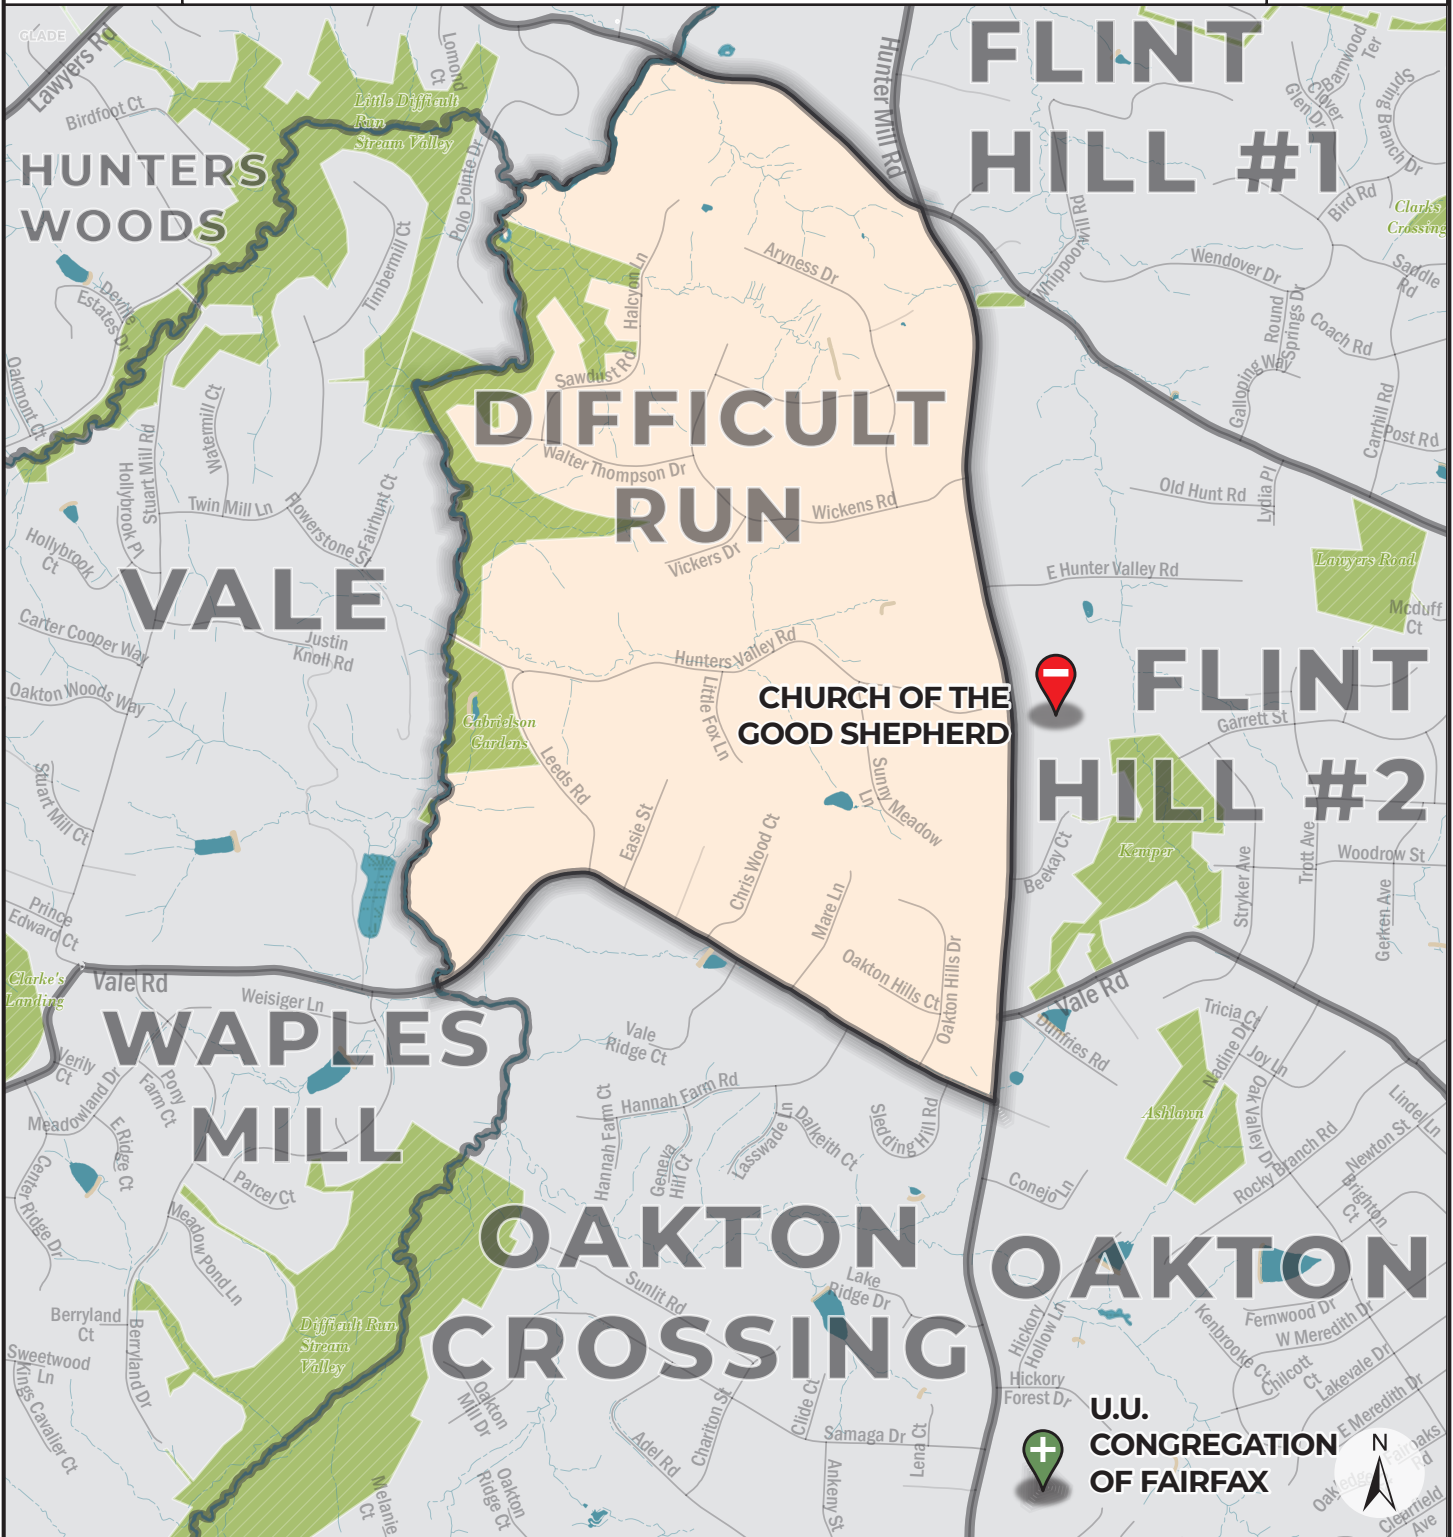 GLADE
Lawyers Rd
Birdfoot Ct
Lomond
Ct
Little Difficult
Run
Stream Valley
Polo Pointe Dr
Hunter Mill Rd
FLINT
HILL #1
Barnwood
Ter
Clover
Glen Dr
Spring
Branch Dr
Bird Rd
Clarks
Crossing
Whippoorwill Rd
Wendover Dr
Saddle
Rd
Round
Springs Dr
Coach Rd
Galloping Way
Carrhill Rd
Post Rd
HUNTERS
WOODS
Deville
Estates Dr
Timbermill Ct
Halcyon Ln
Aryness Dr
Sawdust Rd
DIFFICULT
RUN
Walter Thompson Dr
Wickens Rd
Vickers Dr
Oakmont Ct
Watermill Ct
Stuart Mill Rd
Hollybrook Pl
Twin Mill Ln
Flowerstone St
Fairhunt Ct
Hollybrook
Ct
VALE
Carter Cooper Way
Justin
Knoll Rd
Oakton Woods Way
Old Hunt Rd
Lydia Pl
Lawyers Road
E Hunter Valley Rd
Mcduff
Ct
Hunters Valley Rd
Little
Fox Ln
CHURCH OF THE
GOOD SHEPHERD
FLINT
HILL #2
Garrett St
Gabrielson
Gardens
Leeds Rd
Easie St
Sunny Meadow
Ln
Chris Wood Ct
Mare Ln
Oakton Hills Ct
Oakton Hills Dr
Beekay Ct
Kemper
Stryker Ave
Trott Ave
Woodrow St
Gerken Ave
Stuart Mill Ct
Prince
Edward Ct
Clarke's
Landing
Vale Rd
Weisiger Ln
WAPLES
MILL
Vale Rd
Dunfries Rd
Tricia Ct
Nadine Dr
Joy Ln
Oak Valley Dr
Ashlawn
Lindel Ln
Newton St
Rocky Branch Rd
Brighton
Ct
Verily
Ct
Meadowland Dr
Pony
Farm Ct
E Ridge Ct
Center Ridge Dr
Parcel Ct
Meadow Pond Ln
Vale
Ridge Ct
Hannah Farm Rd
Hannah Farm Ct
Geneva
Hill Ct
Lasswade Ln
Dalkeith Ct
Sledding Hill Rd
Conejo Ln
OAKTON
CROSSING
OAKTON
Sunlit Rd
Lake
Ridge Dr
Hickory
Hollow Ln
Kenbrooke Ct
Fernwood Dr
W Meredith Dr
Chilcott
Ct
Lakevale Dr
E Meredith Dr
Berryland
Ct
Berryland Dr
Sweetwood
Ln
Kings Cavalier Ct
Difficult Run
Stream
Valley
Oakton
Mill Dr
Adel Rd
Chariton St
Clide Ct
Samaga Dr
Lena Ct
Hickory
Forest Dr
U.U.
CONGREGATION
OF FAIRFAX
Melanie
Ct
Oakton
Ridge Ct
Ankeny St
N
Rd
Clearfield
Ave